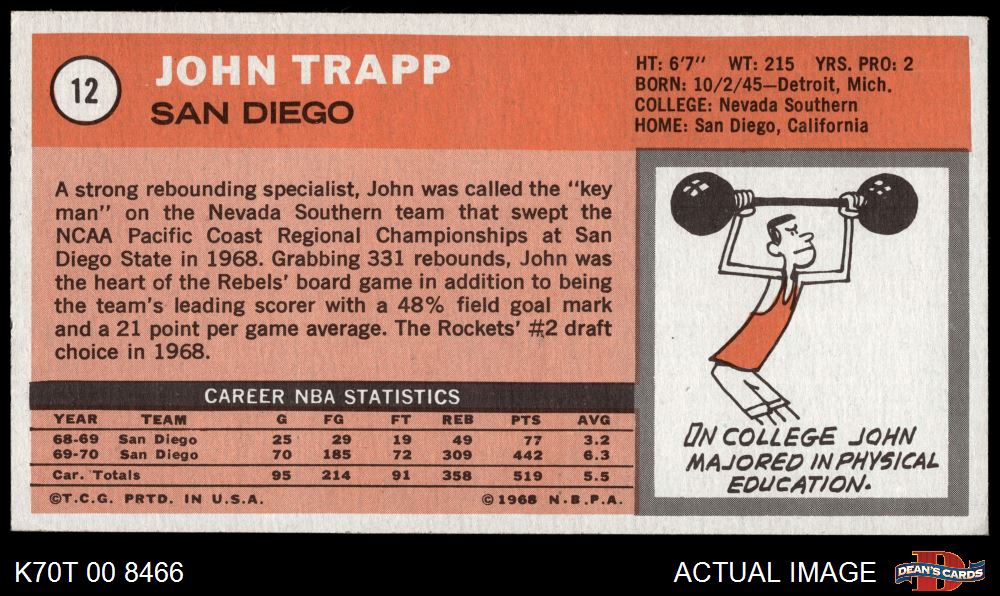 12
JOHN TRAPP
SAN DIEGO
HT: 6'7" WT: 215 YRS. PRO: 2
BORN: 10/2/45—Detroit, Mich.
COLLEGE: Nevada Southern
HOME: San Diego, California
A strong rebounding specialist, John was called the "key
man" on the Nevada Southern team that swept the
NCAA Pacific Coast Regional Championships at San
Diego State in 1968. Grabbing 331 rebounds, John was
the heart of the Rebels' board game in addition to being
the team's leading scorer with a 48% field goal mark
and a 21 point per game average. The Rockets' #2 draft
choice in 1968.
CAREER NBA STATISTICS
YEAR TEAM G FG FT REB PTS AVG
68-69 San Diego 25 29 19 49 77 3.2
69-70 San Diego 70 185 72 309 442 6.3
Car. Totals 95 214 91 358 519 5.5
©T.C.G. PRTD. IN U.S.A. ©1968 N.B.P.A.
IN COLLEGE JOHN
MAJORED IN PHYSICAL
EDUCATION.
K70T 00 8466
ACTUAL IMAGE
D
DEAN'S CARDS